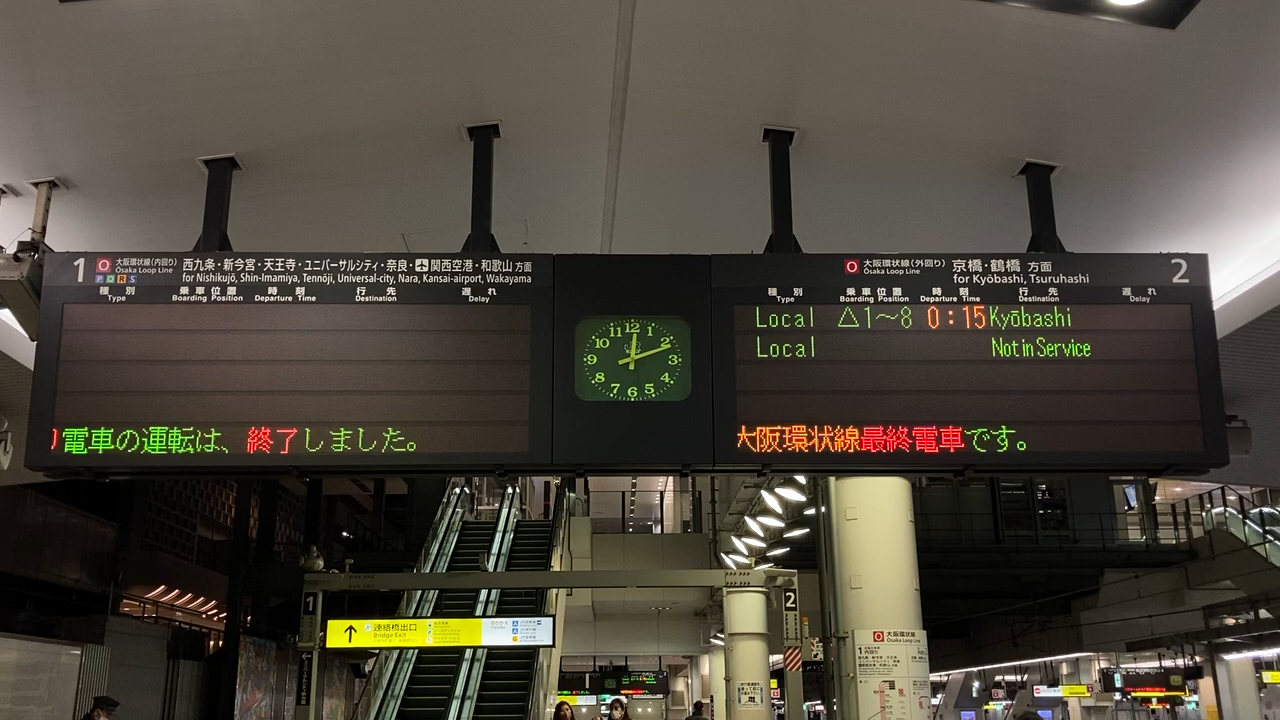 1 O 大阪環状線(内回り) 西九条・新今宮・天王寺・ユニバーサルシティ・奈良・関西空港・和歌山 方面
Osaka Loop Line
P Q R S for Nishikujō, Shin-Imamiya, Tennōji, Universal-city, Nara, Kansai-airport, Wakayama
種別 乗車位置 時刻 行先 遅れ
Type Boarding Position Departure Time Destination Delay
電車の運転は、終了しました。
12 1 2 3 4 5 6 7 8 9 10 11
O 大阪環状線(外回り) 京橋・鶴橋 方面 2
Osaka Loop Line for Kyōbashi, Tsuruhashi
種別 乗車位置 時刻 行先 遅れ
Type Boarding Position Departure Time Destination Delay
Local △1～8 0:15 Kyōbashi
Local Not in Service
大阪環状線最終電車です。
1
↑ 連絡橋出口
Bridge Exit
2
O 大阪環状線
Osaka Loop Line
1 内回り